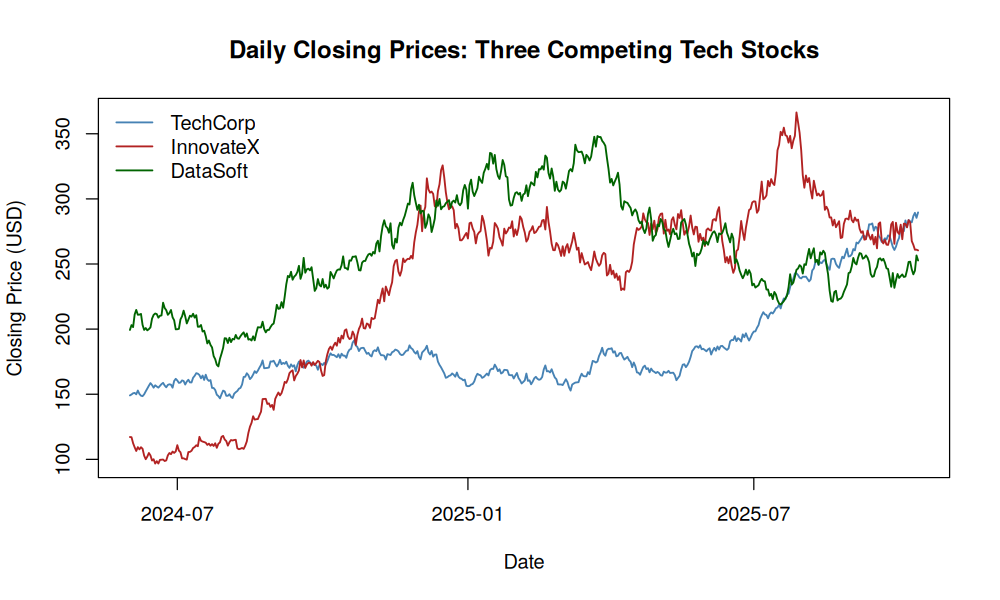 Daily Closing Prices: Three Competing Tech Stocks
TechCorp
InnovateX
DataSoft
350
300
250
200
150
100
Closing Price (USD)
2024-07
2025-01
2025-07
Date